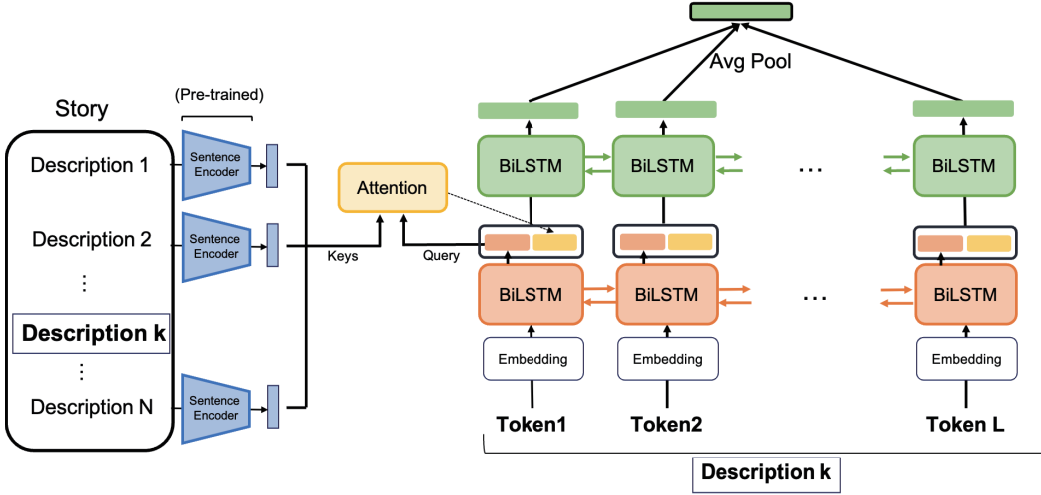 Story
(Pre-trained)
Description 1
Sentence
Encoder
Description 2
Sentence
Encoder
...
Description k
...
Description N
Sentence
Encoder
Attention
Keys
Query
Avg Pool
BiLSTM
BiLSTM
...
BiLSTM
BiLSTM
BiLSTM
...
BiLSTM
Embedding
Embedding
Embedding
Token1
Token2
Token L
Description k